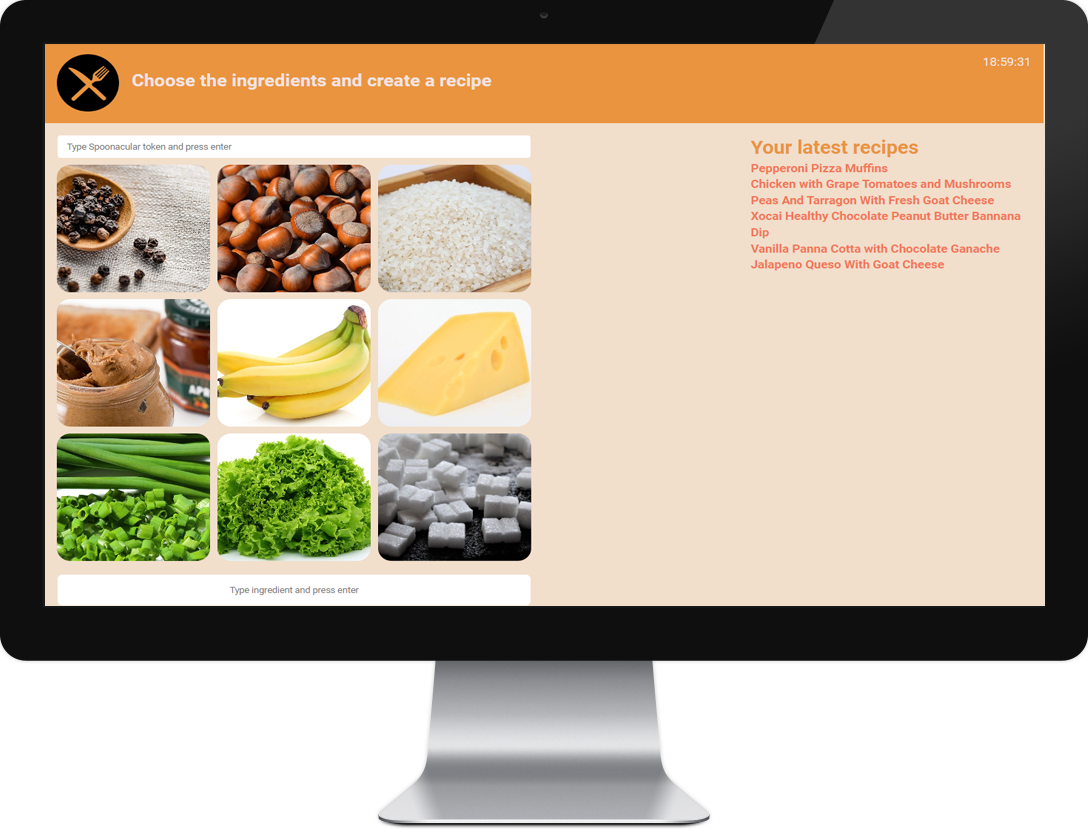 Choose the ingredients and create a recipe
18:59:31
Type Spoonacular token and press enter
Your latest recipes
Pepperoni Pizza Muffins
Chicken with Grape Tomatoes and Mushrooms
Peas And Tarragon With Fresh Goat Cheese
Xocai Healthy Chocolate Peanut Butter Bannana
Dip
Vanilla Panna Cotta with Chocolate Ganache
Jalapeno Queso With Goat Cheese
Type ingredient and press enter